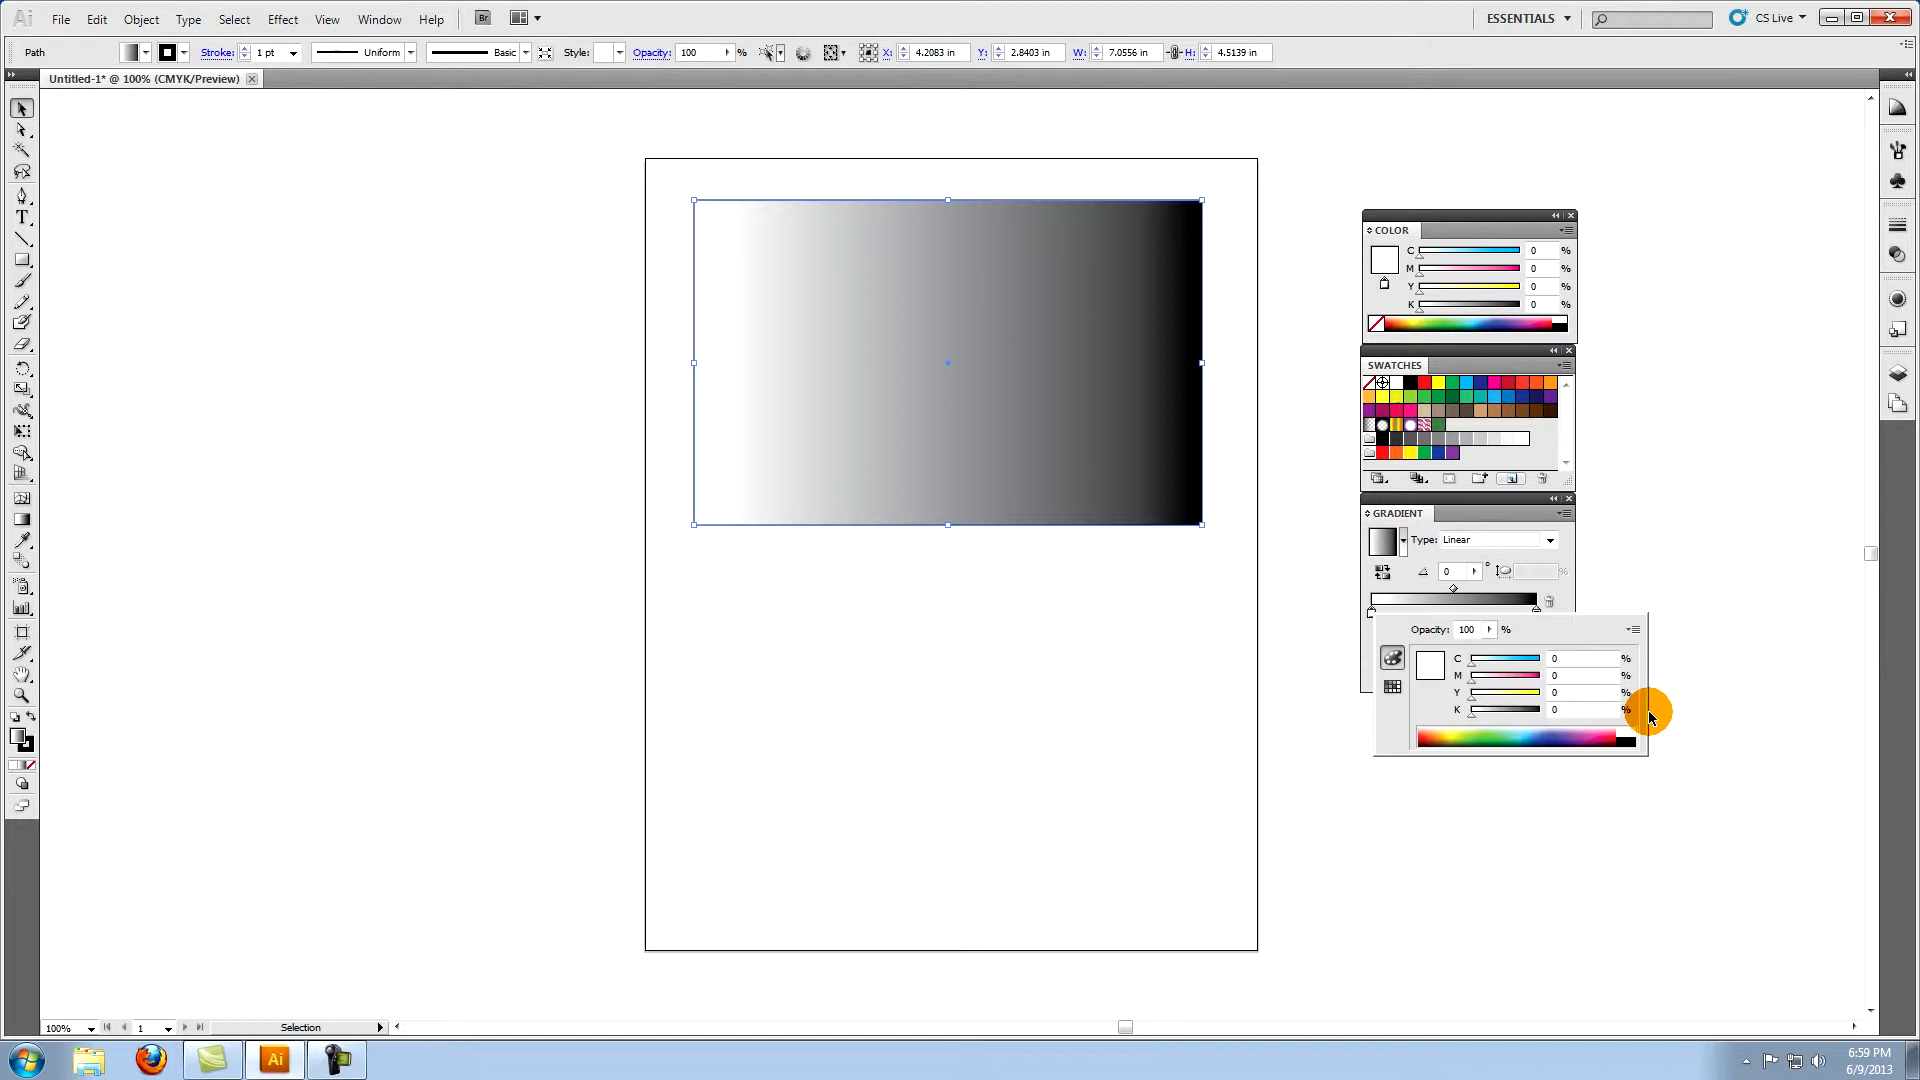 Ai File Edit Object Type Select Effect View Window Help Br ESSENTIALS CS Live
Path Stroke: 1 pt Uniform Basic Style: Opacity: 100 % X: 4.2083 in Y: 2.8403 in W: 7.0556 in H: 4.5139 in
Untitled-1* @ 100% (CMYK/Preview)
COLOR
C 0 %
M 0 %
Y 0 %
K 0 %
SWATCHES
GRADIENT
Type: Linear
0 ° %
Opacity: 100 %
C 0 %
M 0 %
Y 0 %
K 0 %
100% 1 Selection
Ai
6:59 PM
6/9/2013